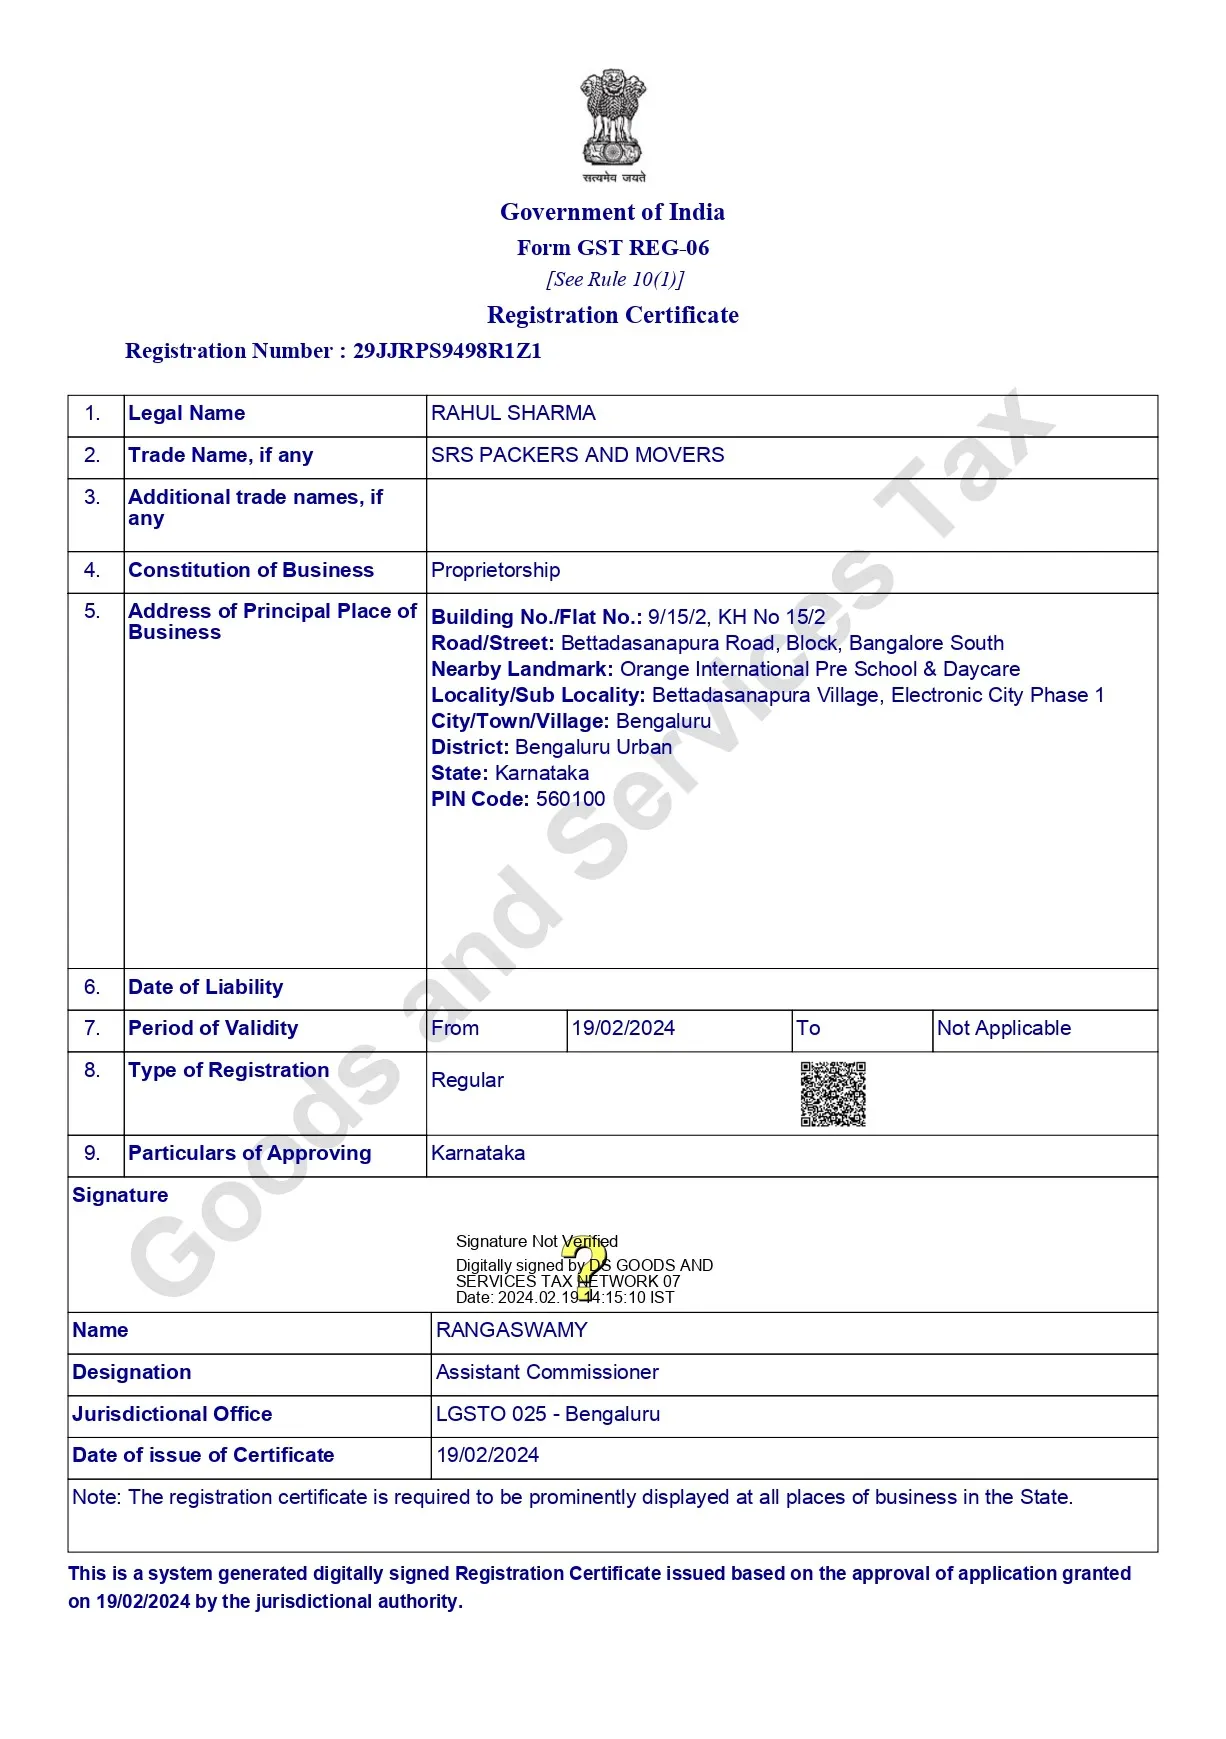 सत्यमेव जयते
Government of India
Form GST REG-06
[See Rule 10(1)]
Registration Certificate
Registration Number : 29JJRPS9498R1Z1
1. Legal Name RAHUL SHARMA
2. Trade Name, if any SRS PACKERS AND MOVERS
3. Additional trade names, if
any
4. Constitution of Business Proprietorship
5. Address of Principal Place of
Business
Building No./Flat No.: 9/15/2, KH No 15/2
Road/Street: Bettadasanapura Road, Block, Bangalore South
Nearby Landmark: Orange International Pre School & Daycare
Locality/Sub Locality: Bettadasanapura Village, Electronic City Phase 1
City/Town/Village: Bengaluru
District: Bengaluru Urban
State: Karnataka
PIN Code: 560100
6. Date of Liability
7. Period of Validity From 19/02/2024 To Not Applicable
8. Type of Registration Regular
9. Particulars of Approving Karnataka
Signature
Signature Not Verified
Digitally signed by DS GOODS AND
SERVICES TAX NETWORK 07
Date: 2024.02.19 14:15:10 IST
Name RANGASWAMY
Designation Assistant Commissioner
Jurisdictional Office LGSTO 025 - Bengaluru
Date of issue of Certificate 19/02/2024
Note: The registration certificate is required to be prominently displayed at all places of business in the State.
This is a system generated digitally signed Registration Certificate issued based on the approval of application granted
on 19/02/2024 by the jurisdictional authority.
Goods and Services Tax